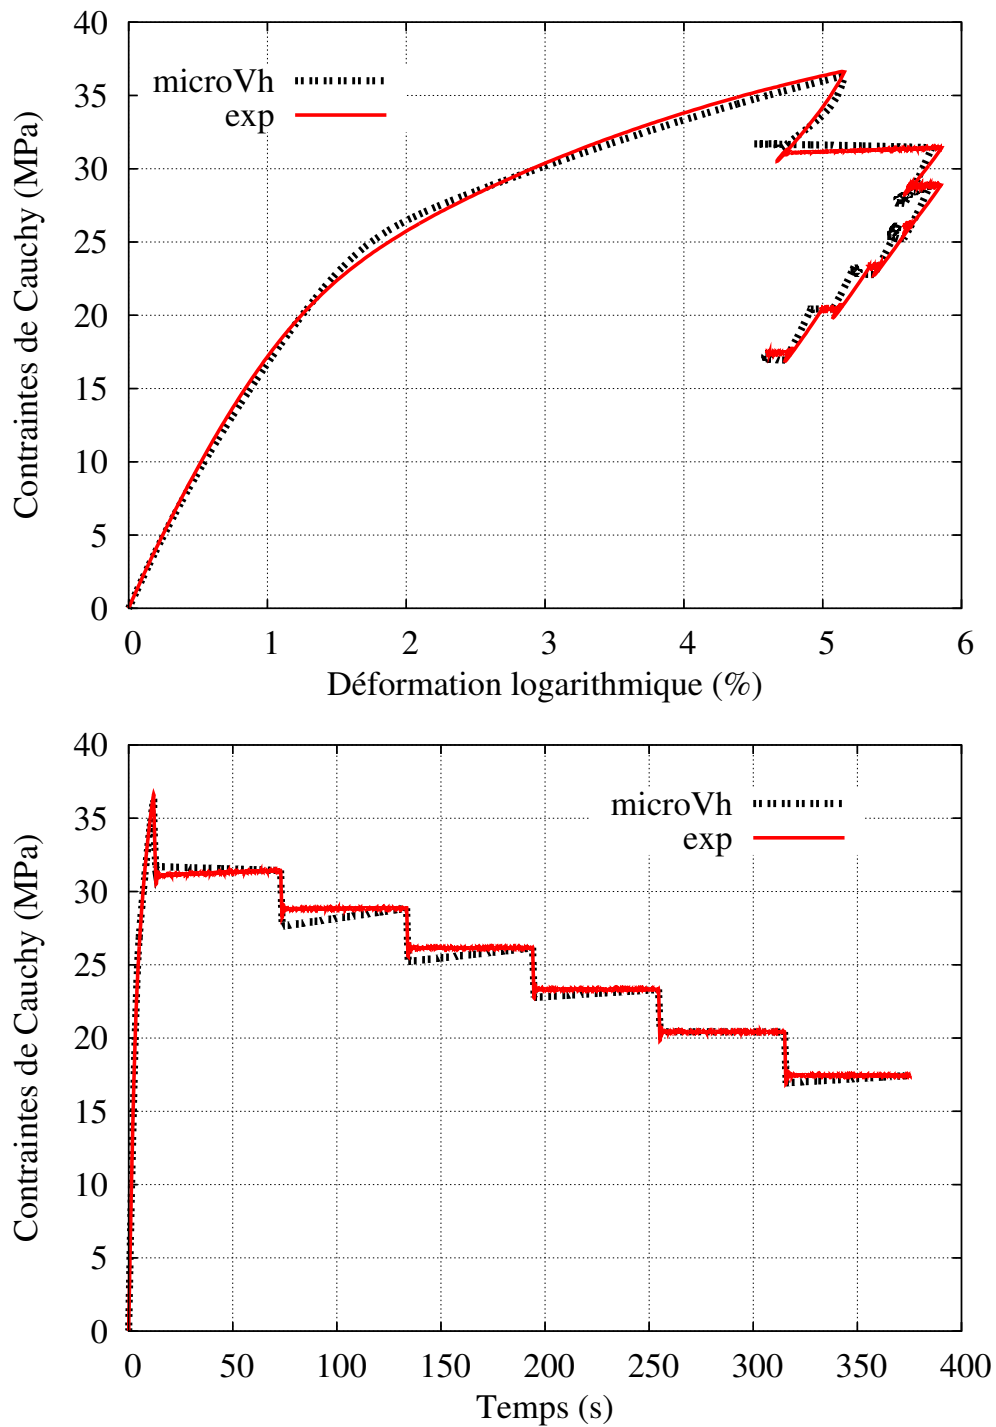 40
35
30
25
20
15
10
5
0
Contraintes de Cauchy (MPa)
microVh
exp
0 1 2 3 4 5 6
Déformation logarithmique (%)
40
35
30
25
20
15
10
5
0
Contraintes de Cauchy (MPa)
microVh
exp
0 50 100 150 200 250 300 350 400
Temps (s)